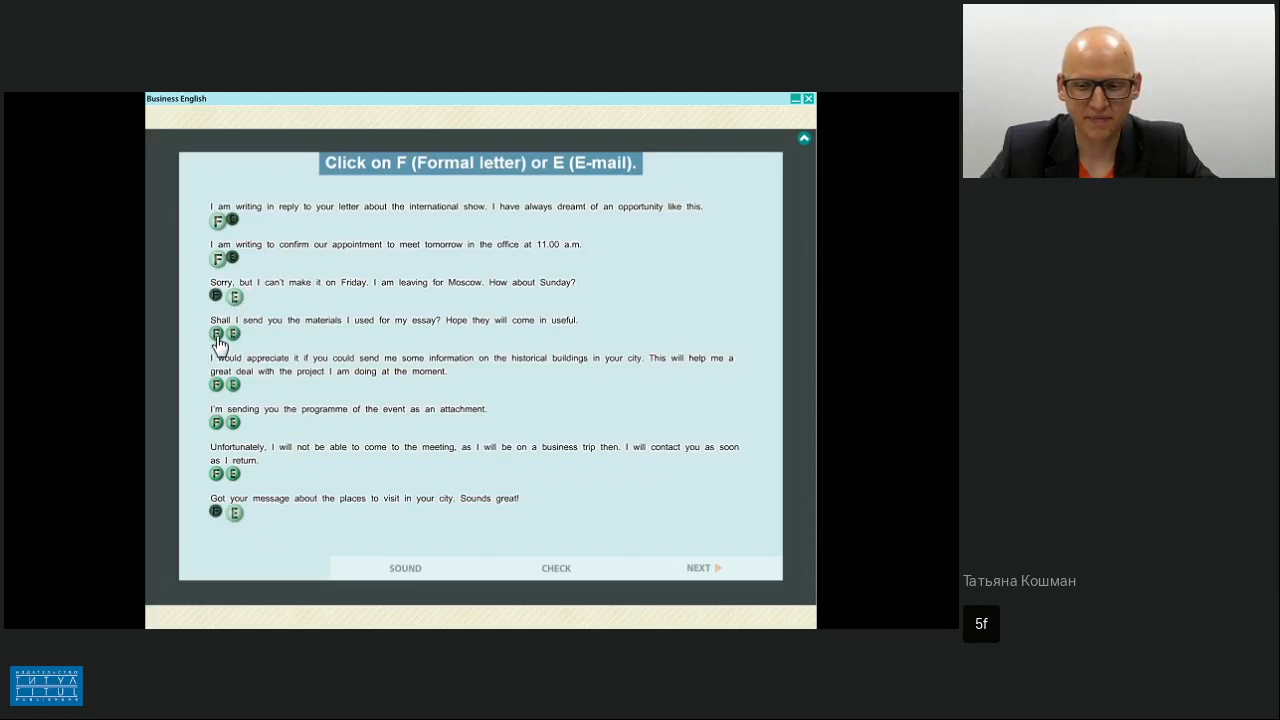 Business English
Click on F (Formal letter) or E (E-mail).
I am writing in reply to your letter about the international show. I have always dreamt of an opportunity like this.
F E
I am writing to confirm our appointment to meet tomorrow in the office at 11.00 a.m.
F E
Sorry, but I can't make it on Friday. I am leaving for Moscow. How about Sunday?
F E
Shall I send you the materials I used for my essay? Hope they will come in useful.
F E
I would appreciate it if you could send me some information on the historical buildings in your city. This will help me a
great deal with the project I am doing at the moment.
F E
I'm sending you the programme of the event as an attachment.
F E
Unfortunately, I will not be able to come to the meeting, as I will be on a business trip then. I will contact you as soon
as I return.
F E
Got your message about the places to visit in your city. Sounds great!
F E
SOUND CHECK NEXT
Татьяна Кошман
5f
ИЗДАТЕЛЬСТВО
ТИТУЛ
TITUL
PUBLISHERS